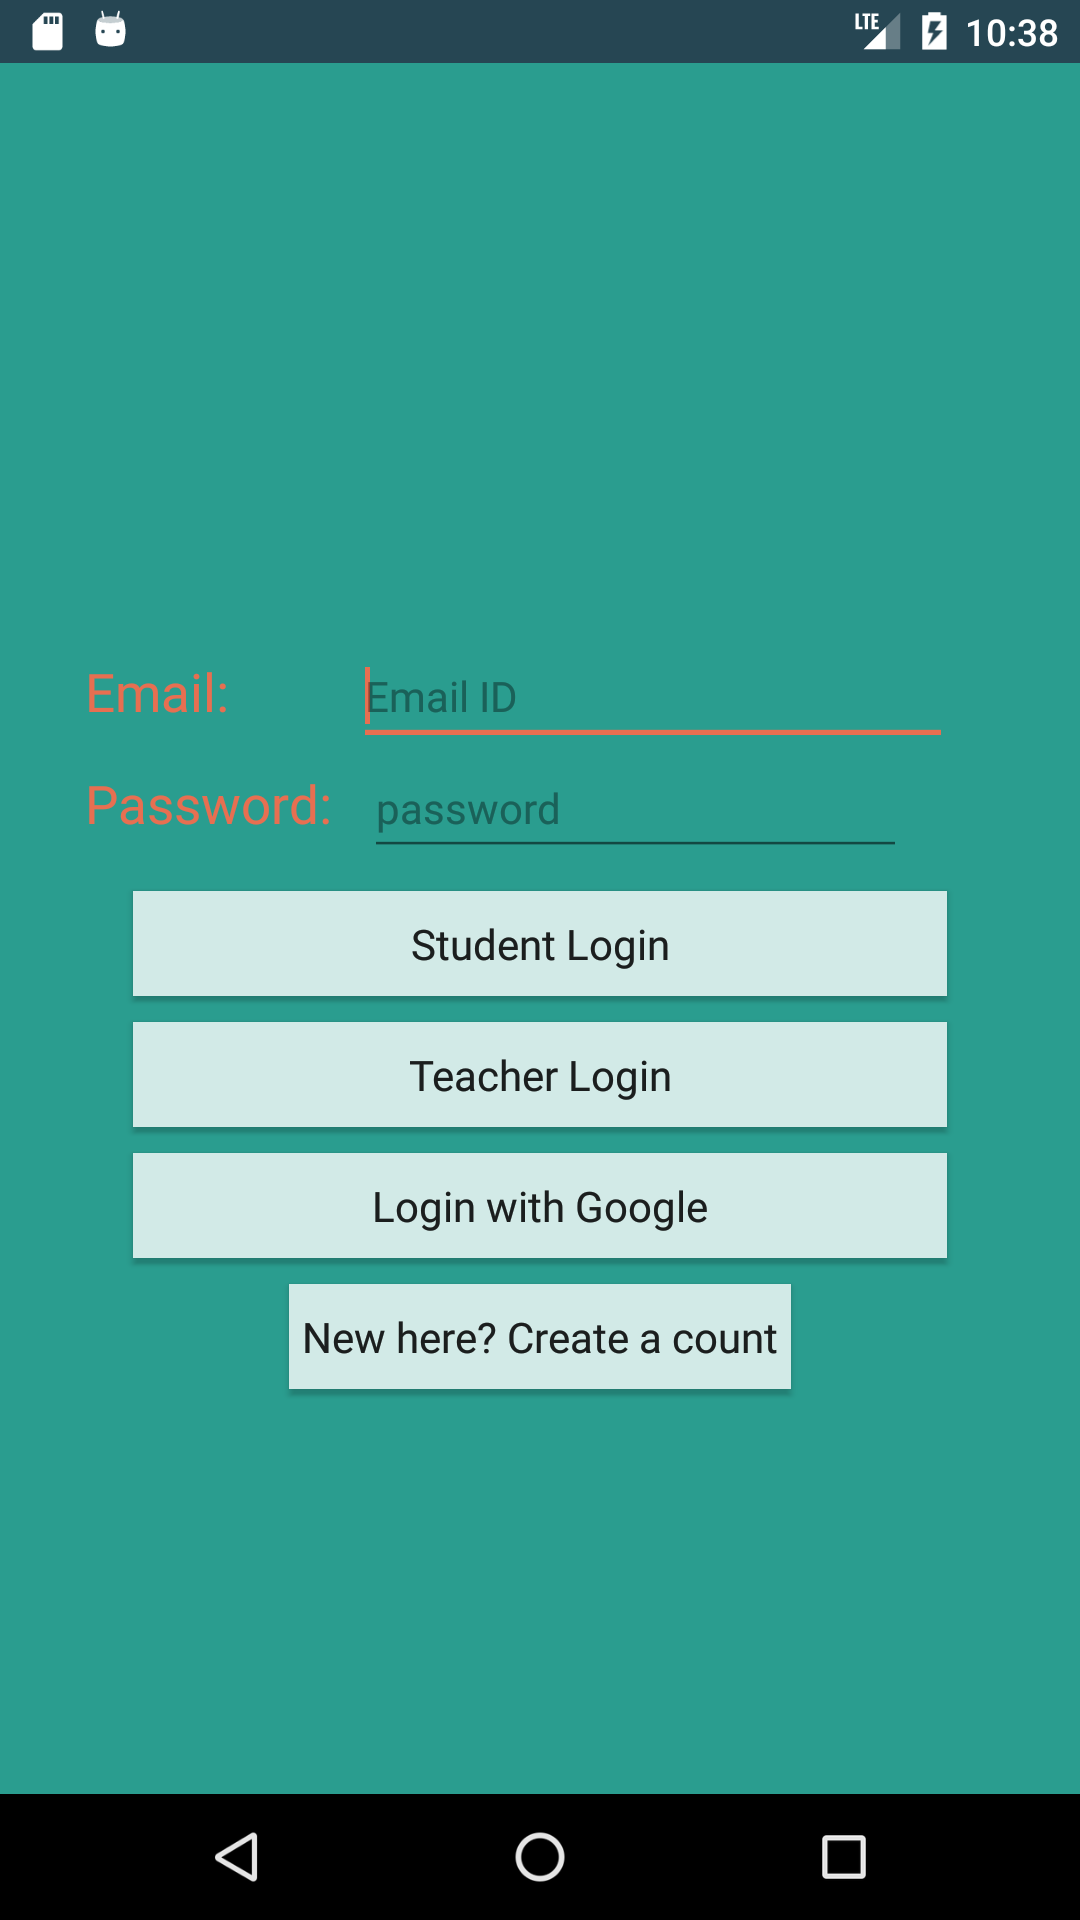 LTE 10:38
Email: Email ID
Password: password
Student Login
Teacher Login
Login with Google
New here? Create a count